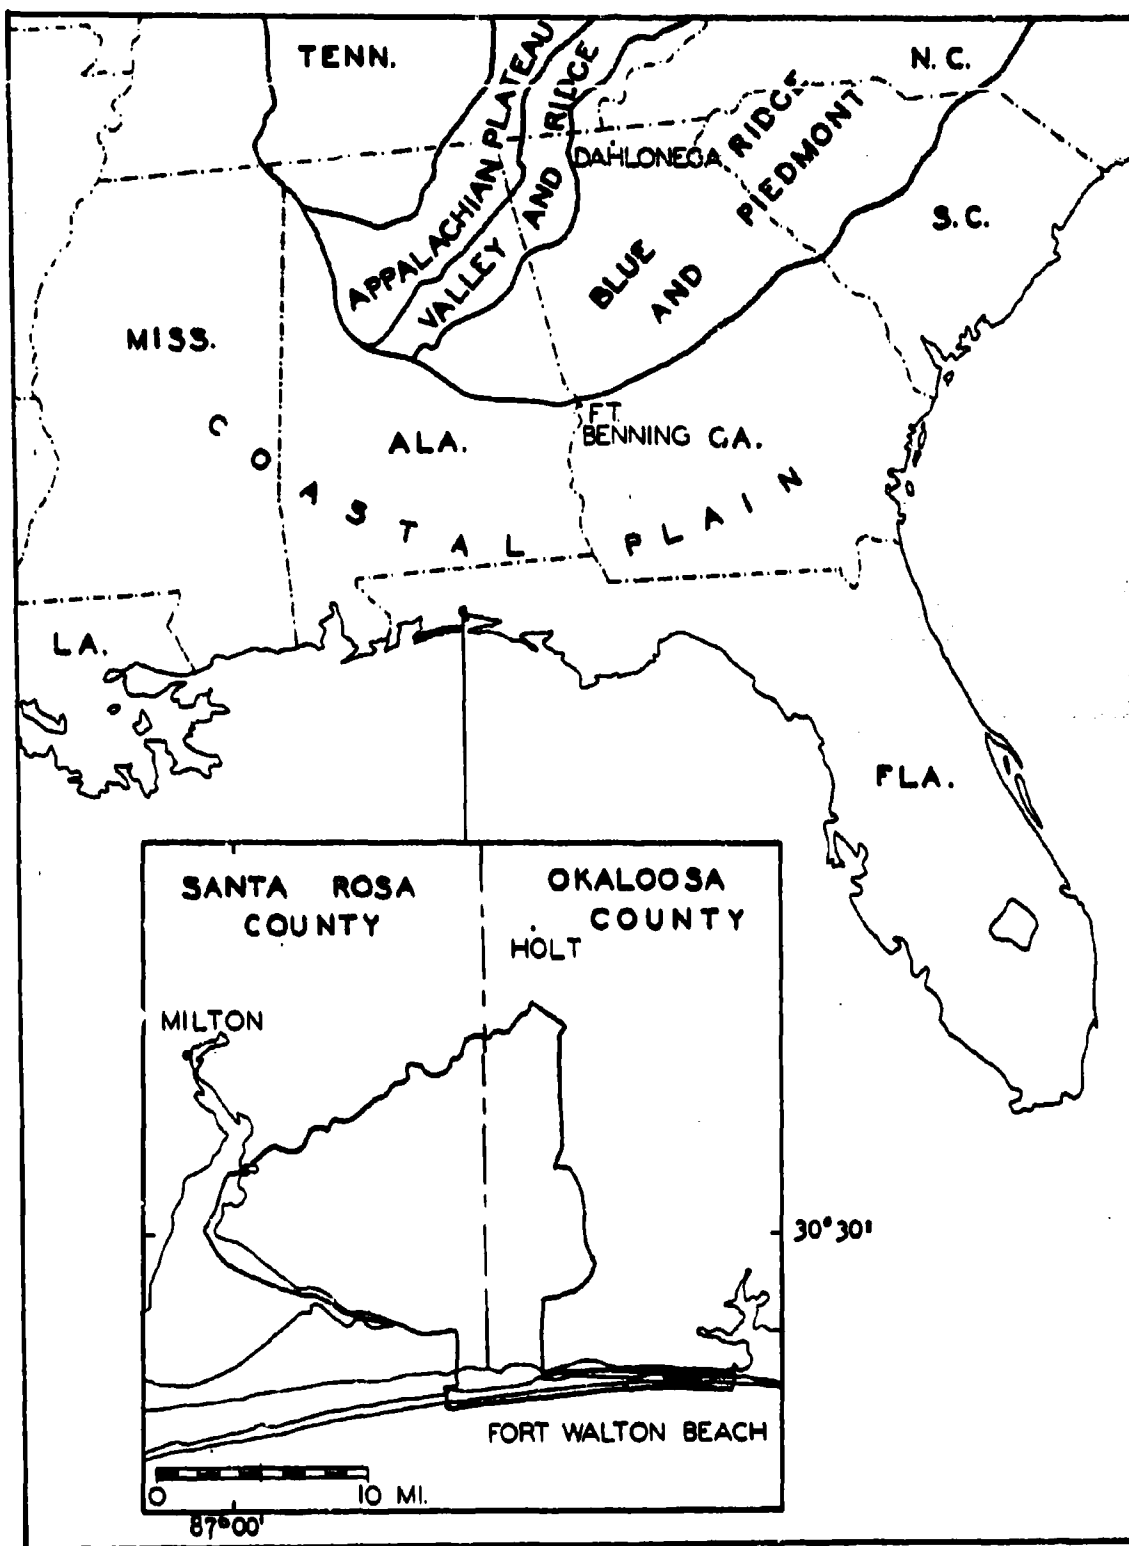 TENN.
N. C.
APPALACHIAN PLATEAU
VALLEY AND RIDGE
DAHLONEGA
BLUE RIDGE
AND PIEDMONT
S. C.
MISS.
ALA.
FT.
BENNING GA.
COASTAL PLAIN
LA.
FLA.
SANTA ROSA
COUNTY
OKALOOSA
COUNTY
HOLT
MILTON
30°30'
FORT WALTON BEACH
0 10 MI.
87°00'